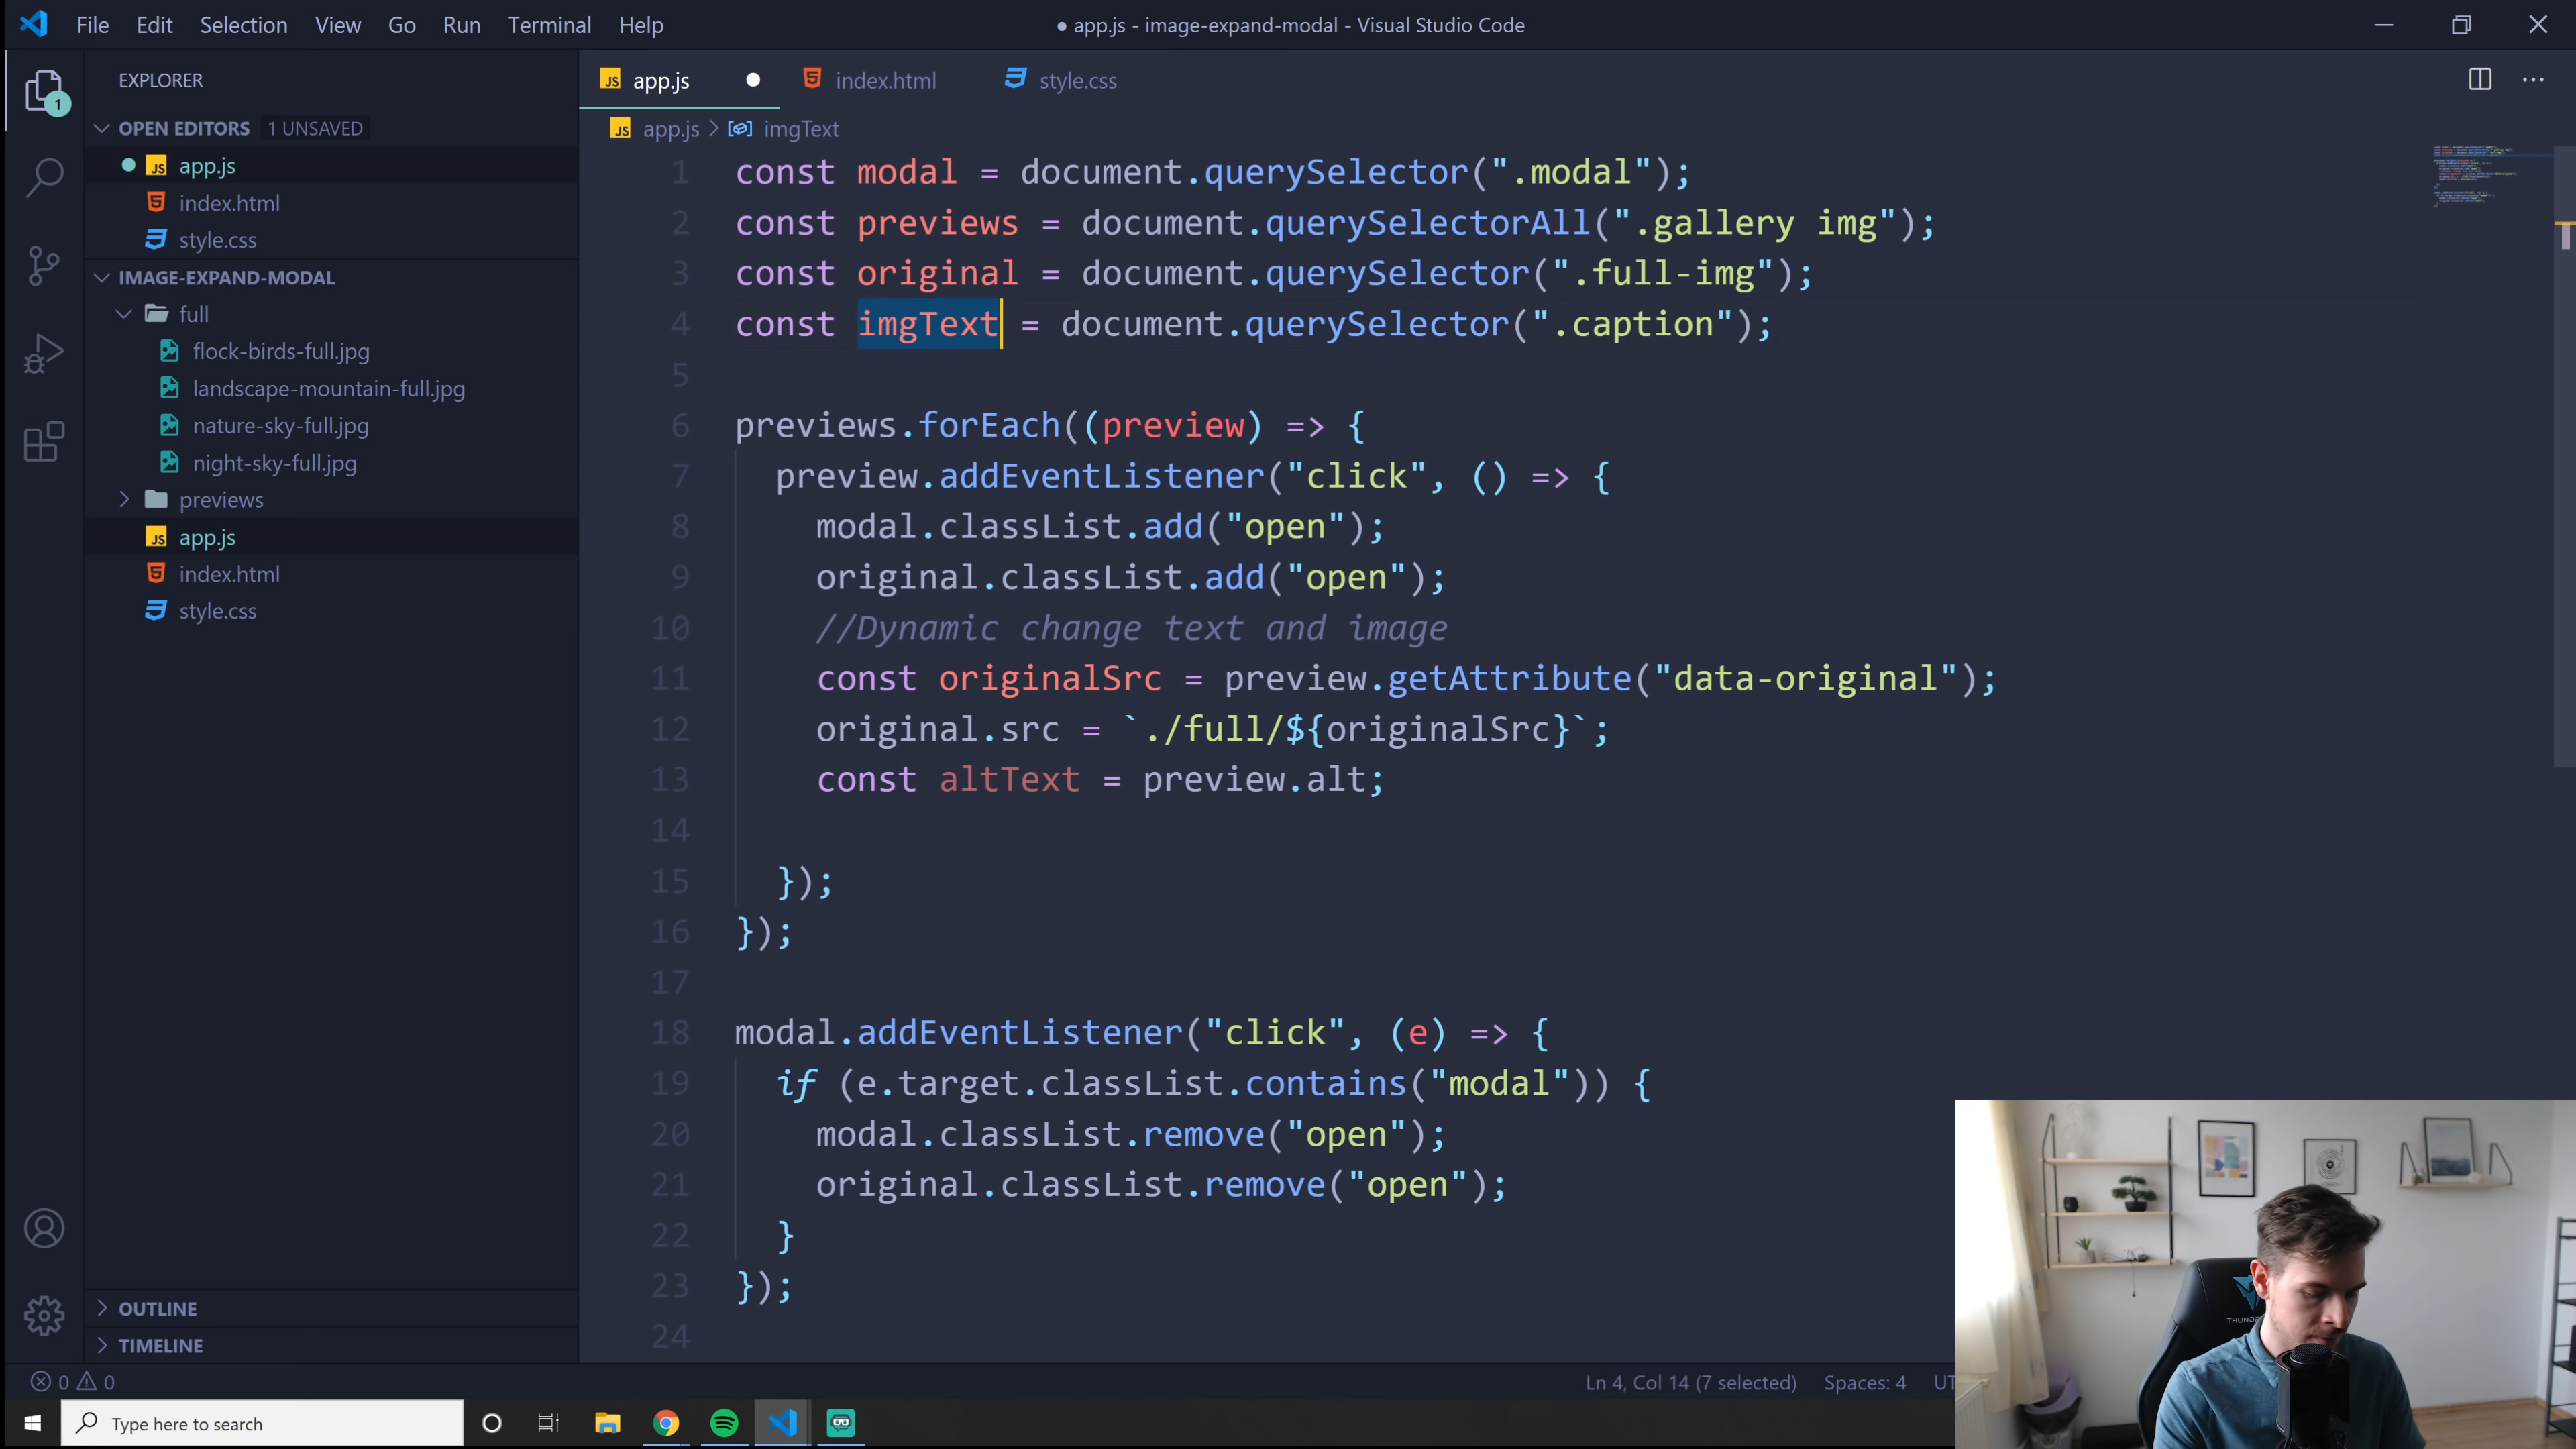 File Edit Selection View Go Run Terminal Help
● app.js - image-expand-modal - Visual Studio Code
EXPLORER
1
OPEN EDITORS 1 UNSAVED
JS app.js
index.html
style.css
IMAGE-EXPAND-MODAL
full
flock-birds-full.jpg
landscape-mountain-full.jpg
nature-sky-full.jpg
night-sky-full.jpg
previews
JS app.js
index.html
style.css
OUTLINE
TIMELINE
JS app.js index.html style.css
JS app.js > imgText
1 const modal = document.querySelector(".modal");
2 const previews = document.querySelectorAll(".gallery img");
3 const original = document.querySelector(".full-img");
4 const imgText = document.querySelector(".caption");
5
6 previews.forEach((preview) => {
7 preview.addEventListener("click", () => {
8 modal.classList.add("open");
9 original.classList.add("open");
10 //Dynamic change text and image
11 const originalSrc = preview.getAttribute("data-original");
12 original.src = `./full/${originalSrc}`;
13 const altText = preview.alt;
14
15 });
16 });
17
18 modal.addEventListener("click", (e) => {
19 if (e.target.classList.contains("modal")) {
20 modal.classList.remove("open");
21 original.classList.remove("open");
22 }
23 });
24
0 0
Ln 4, Col 14 (7 selected) Spaces: 4
Type here to search